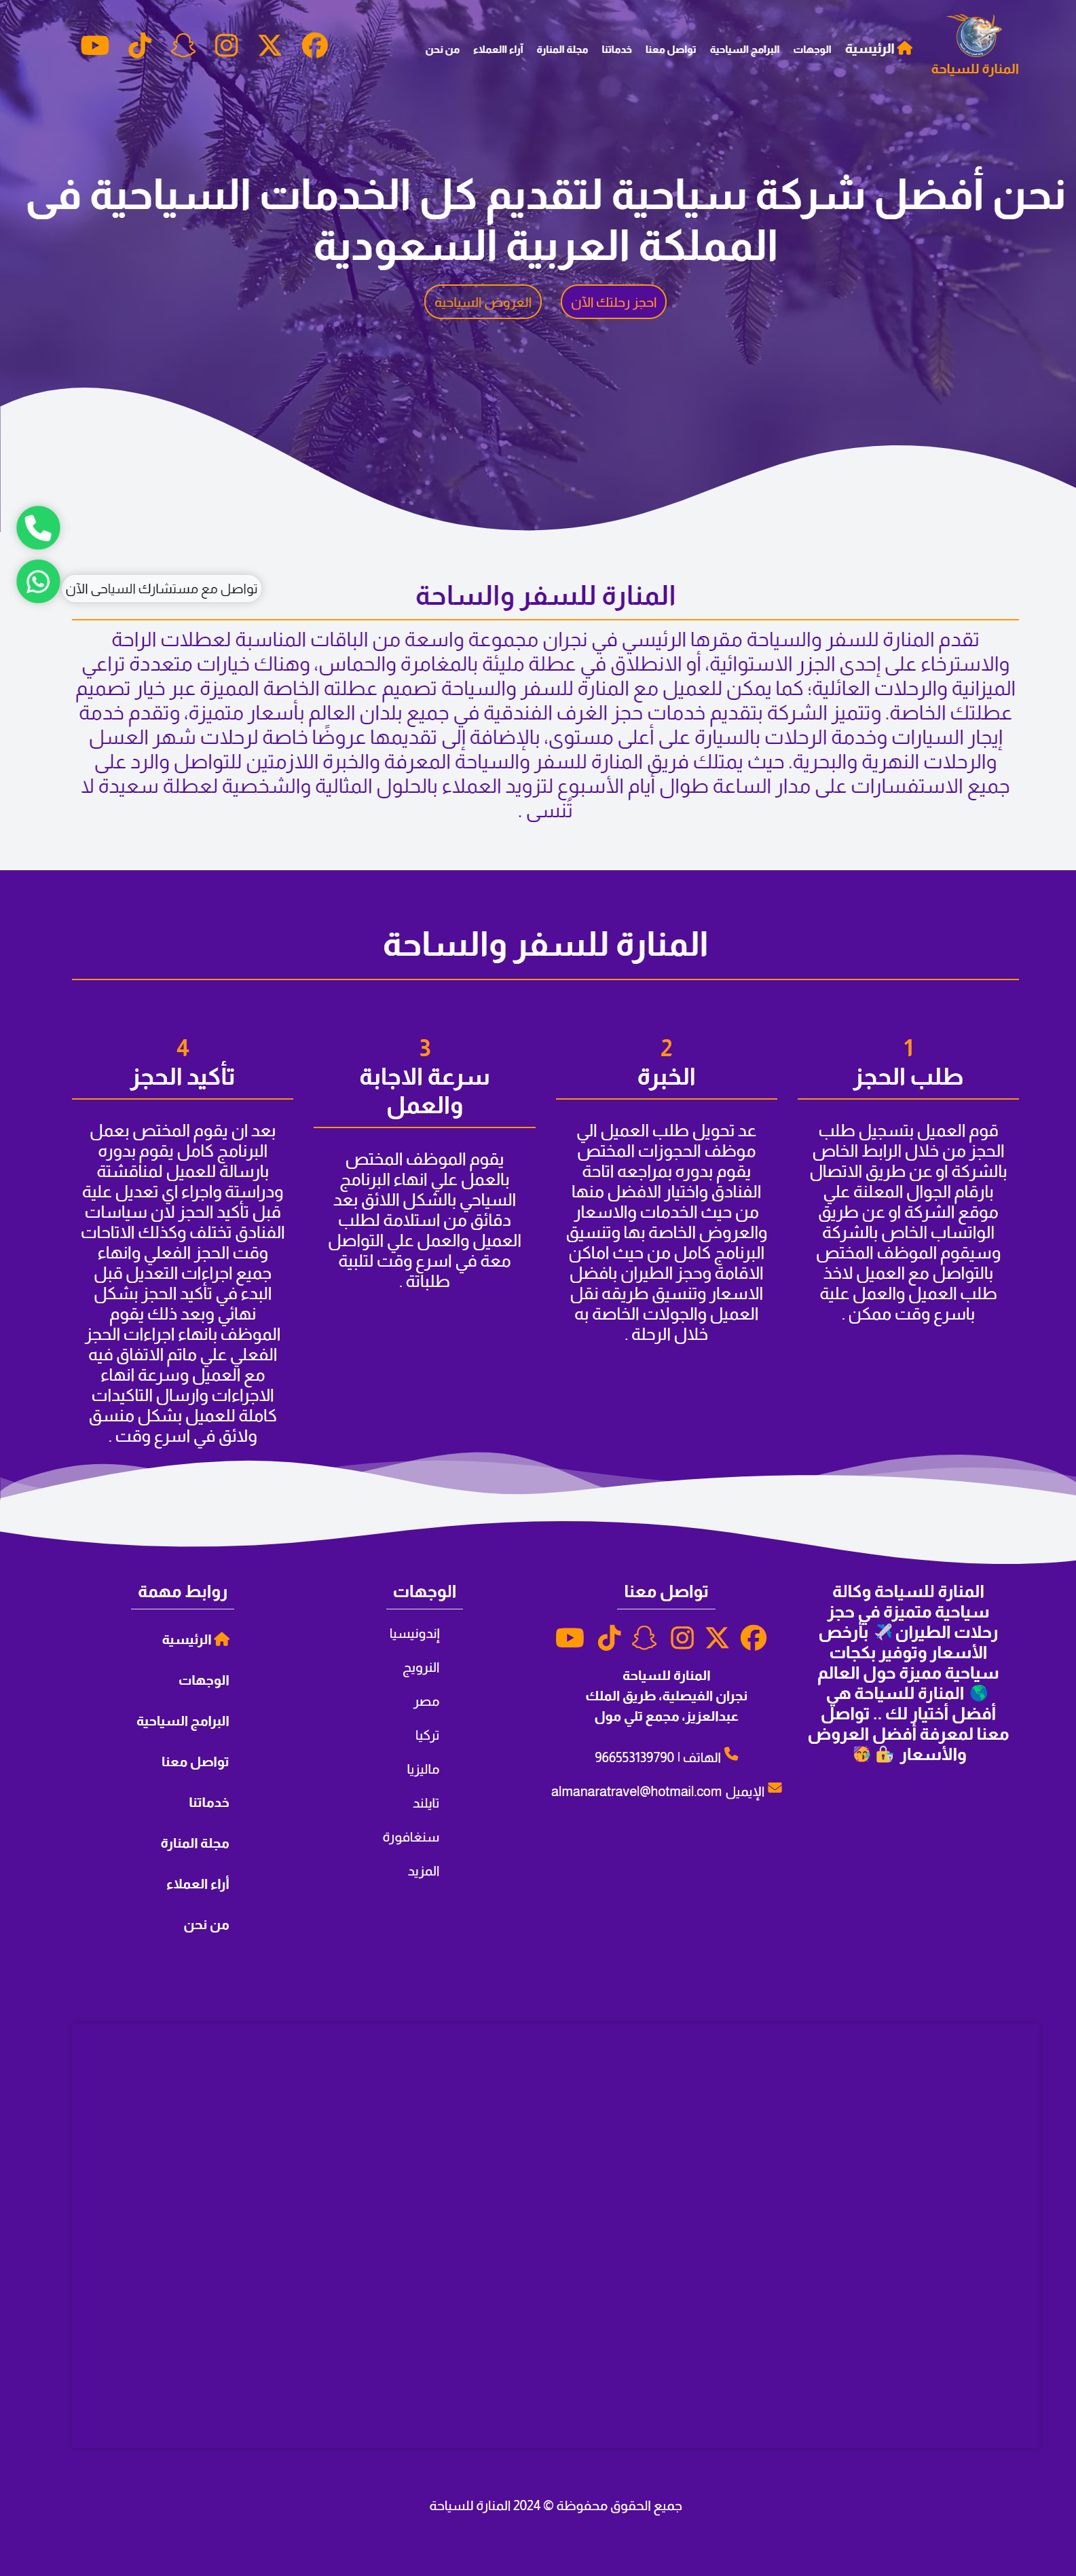 المنارة للسياحة
الرئيسية
الوجهات
البرامج السياحية
تواصل معنا
خدماتنا
مجلة المنارة
آراء االعملاء
من نحن
نحن أفضل شركة سياحية لتقديم كل الخدمات السياحية فى
المملكة العربية السعودية
احجز رحلتك الآن
العروض السياحية
تواصل مع مستشارك السياحى الآن
المنارة للسفر والساحة
تقدم المنارة للسفر والسياحة مقرها الرئيسي في نجران مجموعة واسعة من الباقات المناسبة لعطلات الراحة
والاسترخاء على إحدى الجزر الاستوائية، أو الانطلاق في عطلة مليئة بالمغامرة والحماس، وهناك خيارات متعددة تراعي
الميزانية والرحلات العائلية؛ كما يمكن للعميل مع المنارة للسفر والسياحة تصميم عطلته الخاصة المميزة عبر خيار تصميم
عطلتك الخاصة. وتتميز الشركة بتقديم خدمات حجز الغرف الفندقية في جميع بلدان العالم بأسعار متميزة، وتقدم خدمة
إيجار السيارات وخدمة الرحلات بالسيارة على أعلى مستوى، بالإضافة إلى تقديمها عروضًا خاصة لرحلات شهر العسل
والرحلات النهرية والبحرية. حيث يمتلك فريق المنارة للسفر والسياحة المعرفة والخبرة اللازمتين للتواصل والرد على
جميع الاستفسارات على مدار الساعة طوال أيام الأسبوع لتزويد العملاء بالحلول المثالية والشخصية لعطلة سعيدة لا
تُنسى .
المنارة للسفر والساحة
1
طلب الحجز
قوم العميل بتسجيل طلب
الحجز من خلال الرابط الخاص
بالشركة او عن طريق الاتصال
بارقام الجوال المعلنة علي
موقع الشركة او عن طريق
الواتساب الخاص بالشركة
وسيقوم الموظف المختص
بالتواصل مع العميل لاخذ
طلب العميل والعمل علية
باسرع وقت ممكن .
2
الخبرة
عد تحويل طلب العميل الي
موظف الحجوزات المختص
يقوم بدوره بمراجعه اتاحة
الفنادق واختيار الافضل منها
من حيث الخدمات والاسعار
والعروض الخاصة بها وتنسيق
البرنامج كامل من حيث اماكن
الاقامة وحجز الطيران بافضل
الاسعار وتنسيق طريقه نقل
العميل والجولات الخاصة به
خلال الرحلة .
3
سرعة الاجابة
والعمل
يقوم الموظف المختص
بالعمل علي انهاء البرنامج
السياحي بالشكل اللائق بعد
دقائق من استلامة لطلب
العميل والعمل علي التواصل
معة في اسرع وقت لتلبية
طلباتة .
4
تأكيد الحجز
بعد ان يقوم المختص بعمل
البرنامج كامل يقوم بدوره
بارسالة للعميل لمناقشتة
ودراستة واجراء اي تعديل علية
قبل تأكيد الحجز لان سياسات
الفنادق تختلف وكذلك الاتاحات
وقت الحجز الفعلي وانهاء
جميع اجراءات التعديل قبل
البدء في تأكيد الحجز بشكل
نهائي وبعد ذلك يقوم
الموظف بانهاء اجراءات الحجز
الفعلي علي ماتم الاتفاق فيه
مع العميل وسرعة انهاء
الاجراءات وارسال التاكيدات
كاملة للعميل بشكل منسق
ولائق في اسرع وقت .
المنارة للسياحة وكالة
سياحية متميزة في حجز
رحلات الطيران✈️ بأرخص
الأسعار وتوفير بكجات
سياحية مميزة حول العالم
🌎 المنارة للسياحة هي
أفضل أختيار لك .. تواصل
معنا لمعرفة أفضل العروض
والأسعار
تواصل معنا
المنارة للسياحة
نجران الفيصلية، طريق الملك
عبدالعزيز، مجمع تلي مول
الهاتف | 966553139790
الإيميل almanaratravel@hotmail.com
الوجهات
إندونيسيا
النرويج
مصر
تركيا
ماليزيا
تايلند
سنغافورة
المزيد
روابط مهمة
الرئيسية
الوجهات
البرامج السياحية
تواصل معنا
خدماتنا
مجلة المنارة
أراء العملاء
من نحن
جميع الحقوق محفوظة © 2024 المنارة للسياحة